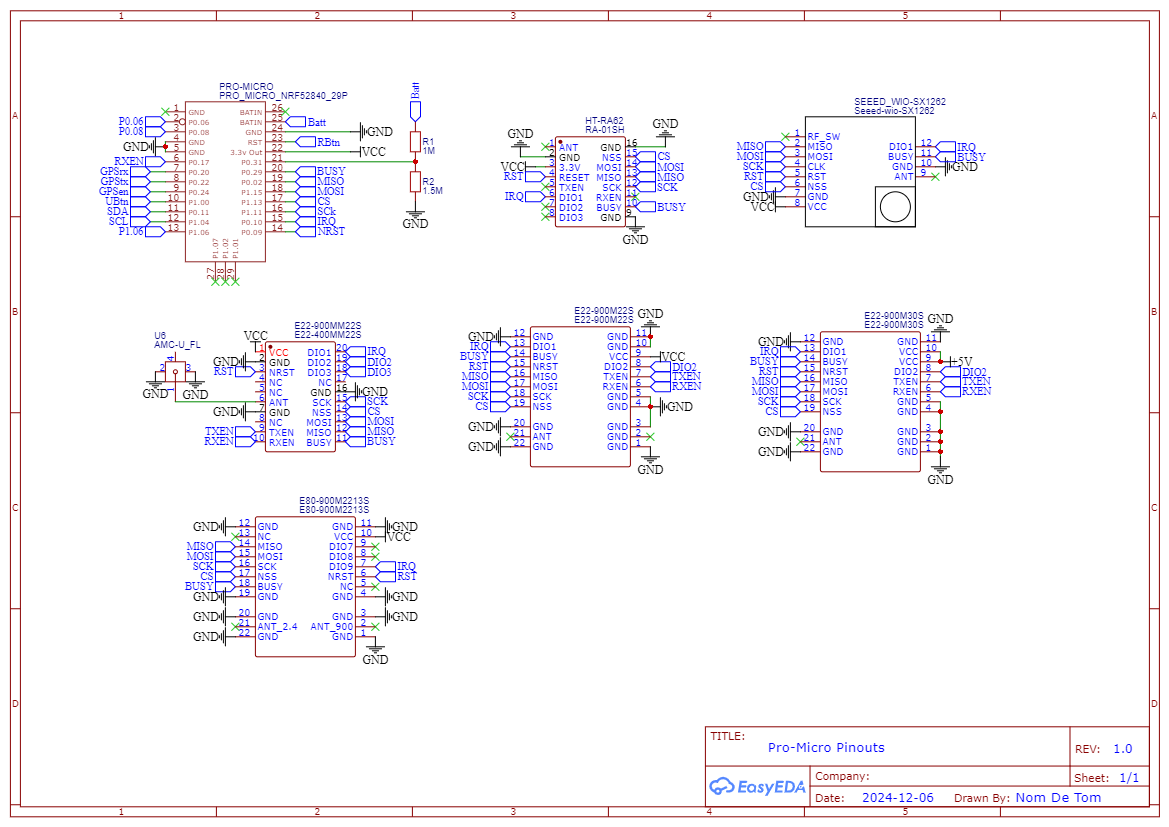 1 2 3 4 5
A A
B B
C C
D D
1 2 3 4 5
PRO-MICRO
PRO_MICRO_NRF52840_29P
1 GND
P0.06 2 P0.06
P0.08 3 P0.08
GND 4 GND
5 GND
RXEN 6 P0.17
GPSrx 7 P0.20
GPStx 8 P0.22
GPSen 9 P0.24
UBtn 10 P1.00
SDA 11 P0.11
SCL 12 P1.04
P1.06 13 P1.06
BATIN 26
BATIN 25 Batt
GND 24 GND
RST 23 RBtn
3.3v Out 22 VCC
P0.31 21
P0.29 20 BUSY
P0.02 19 MISO
P1.15 18 MOSI
P1.13 17 CS
P1.11 16 SCk
P0.10 15 IRQ
P0.09 14 NRST
P1.07 P1.02 P1.01
27 28 29
Batt
R1
1M
R2
1.5M
GND
HT-RA62
RA-01SH
GND
1 ANT
2 GND
VCC 3 3.3V
RST 4 RESET
5 TXEN
IRQ 6 DIO1
7 DIO2
8 DIO3
GND
GND 16
NSS 15 CS
MOSI 14 MOSI
MISO 13 MISO
SCK 12 SCK
RXEN 11
BUSY 10 BUSY
GND 9
GND
SEEED_WIO-SX1262
Seeed-wio-SX1262
1 RF_SW
MISO 2 MISO
MOSI 3 MOSI
SCK 4 CLK
RST 5 RST
CS 6 NSS
GND 7 GND
VCC 8 VCC
DIO1 12 IRQ
BUSY 11 BUSY
GND 10 GND
ANT 9
U6
AMC-U_FL
2 4 3
1
GND GND
E22-900MM22S
E22-400MM22S
VCC 1 VCC
GND 2 GND
RST 3 NRST
4 NC
5 NC
6 ANT
GND 7 GND
8 NC
TXEN 9 TXEN
RXEN 10 RXEN
DIO1 20 IRQ
DIO2 19 DIO2
DIO3 18 DIO3
NC 17
GND 16 GND
SCK 15 SCK
NSS 14 CS
MOSI 13 MOSI
MISO 12 MISO
BUSY 11 BUSY
E22-900M22S
E22-900M22S
GND 12 GND
IRQ 13 DIO1
BUSY 14 BUSY
RST 15 NRST
MISO 16 MISO
MOSI 17 MOSI
SCK 18 SCK
CS 19 NSS
GND 20 GND
21 ANT
GND 22 GND
GND
GND 11
GND 10
VCC 9 VCC
DIO2 8 DIO2
TXEN 7 TXEN
RXEN 6 RXEN
GND 5
GND 4 GND
GND 3
GND 2
GND 1
GND
E22-900M30S
E22-900M30S
GND 12 GND
IRQ 13 DIO1
BUSY 14 BUSY
RST 15 NRST
MISO 16 MISO
MOSI 17 MOSI
SCK 18 SCK
CS 19 NSS
GND 20 GND
21 ANT
GND 22 GND
GND
GND 11
VCC 10
VCC 9 +5V
DIO2 8 DIO2
TXEN 7 TXEN
RXEN 6 RXEN
GND 5
GND 4
GND 3
GND 2
GND 1
GND
E80-900M2213S
E80-900M2213S
GND 12 GND
13 NC
MISO 14 MISO
MOSI 15 MOSI
SCK 16 SCK
CS 17 NSS
BUSY 18 BUSY
GND 19 GND
GND 20 GND
21 ANT_2.4
GND 22 GND
GND 11 GND
VCC 10 VCC
DIO7 9
DIO8 8
DIO9 7 IRQ
NRST 6 RST
NC 5
GND 4 GND
GND 3 GND
ANT_900 2
GND 1
GND
TITLE:
Pro-Micro Pinouts
REV: 1.0
EasyEDA
Company:
Sheet: 1/1
Date: 2024-12-06 Drawn By: Nom De Tom